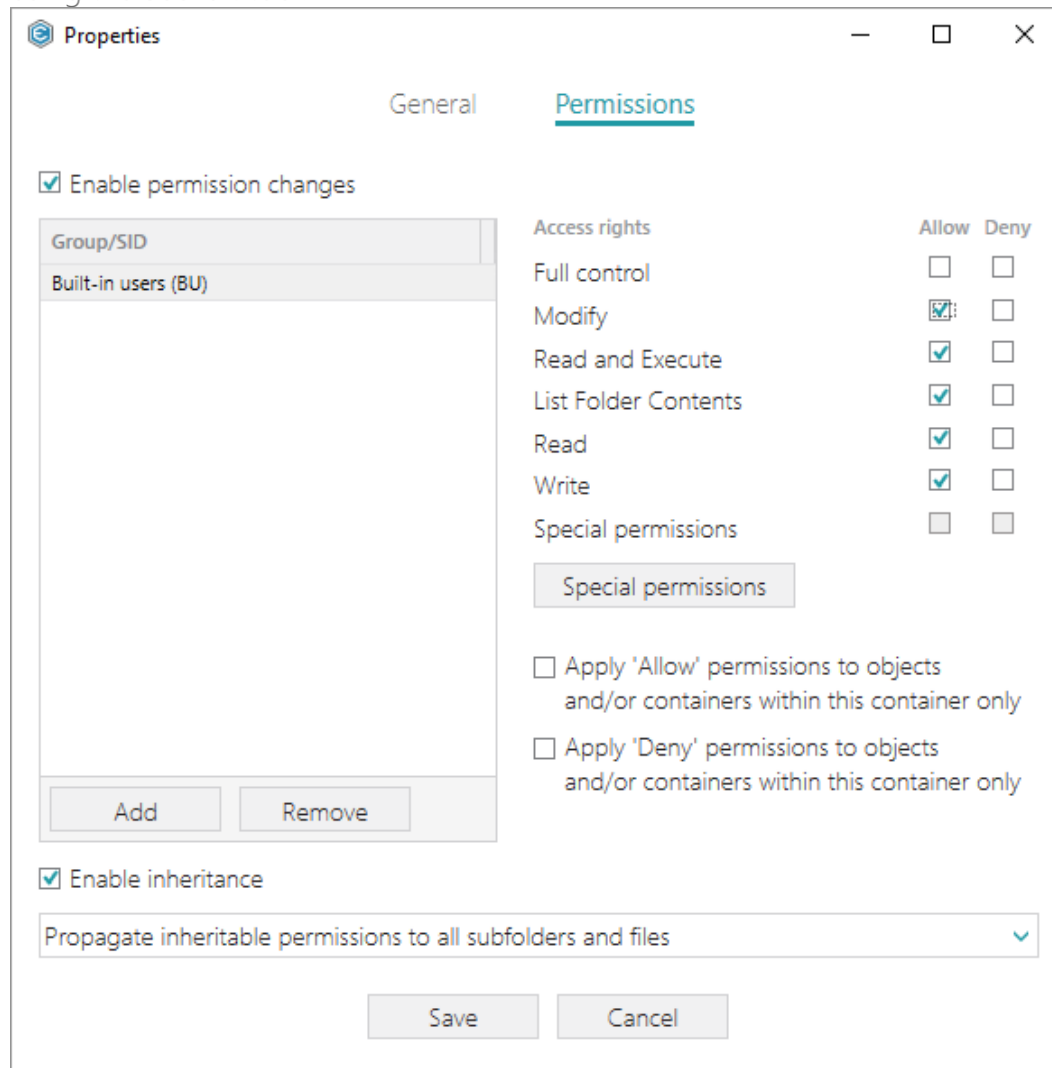 Properties
General Permissions
Enable permission changes
Group/SID
Built-in users (BU)
Add Remove
Access rights Allow Deny
Full control
Modify
Read and Execute
List Folder Contents
Read
Write
Special permissions
Special permissions
Apply 'Allow' permissions to objects
and/or containers within this container only
Apply 'Deny' permissions to objects
and/or containers within this container only
Enable inheritance
Propagate inheritable permissions to all subfolders and files
Save Cancel